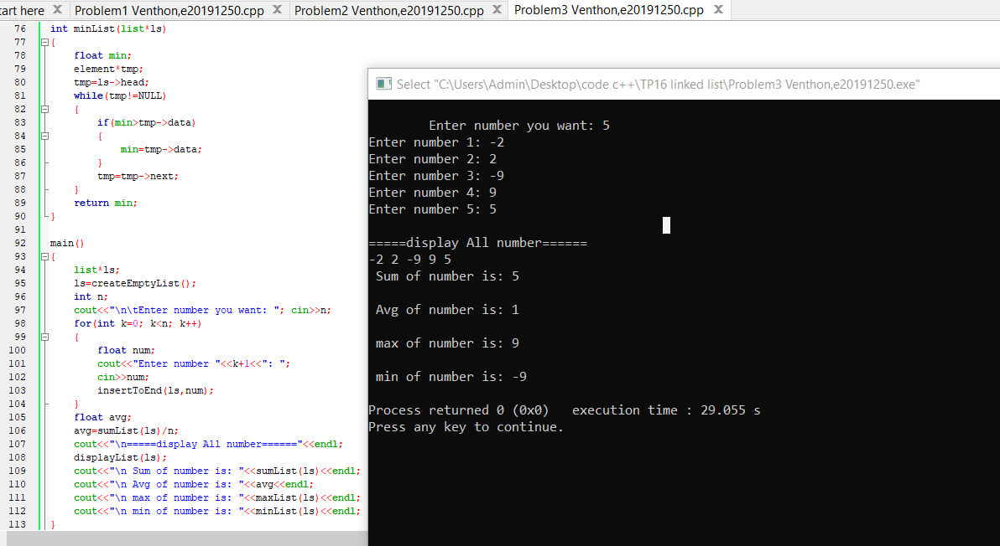 art here X Problem1 Venthon,e20191250.cpp X Problem2 Venthon,e20191250.cpp X Problem3 Venthon,e20191250.cpp X
76 int minList(list*ls)
77 {
78 float min;
79 element*tmp;
80 tmp=ls->head;
81 while(tmp!=NULL)
82 {
83 if(min>tmp->data)
84 {
85 min=tmp->data;
86 }
87 tmp=tmp->next;
88 }
89 return min;
90 }
91
92 main()
93 {
94 list*ls;
95 ls=createEmptyList();
96 int n;
97 cout<<"\n\tEnter number you want: "; cin>>n;
98 for(int k=0; k<n; k++)
99 {
100 float num;
101 cout<<"Enter number "<<k+1<<": ";
102 cin>>num;
103 insertToEnd(ls,num);
104 }
105 float avg;
106 avg=sumList(ls)/n;
107 cout<<"\n=====display All number======"<<endl;
108 displayList(ls);
109 cout<<"\n Sum of number is: "<<sumList(ls)<<endl;
110 cout<<"\n Avg of number is: "<<avg<<endl;
111 cout<<"\n max of number is: "<<maxList(ls)<<endl;
112 cout<<"\n min of number is: "<<minList(ls)<<endl;
113 }
Select "C:\Users\Admin\Desktop\code c++\TP16 linked list\Problem3 Venthon,e20191250.exe"
Enter number you want: 5
Enter number 1: -2
Enter number 2: 2
Enter number 3: -9
Enter number 4: 9
Enter number 5: 5
=====display All number======
-2 2 -9 9 5
Sum of number is: 5
Avg of number is: 1
max of number is: 9
min of number is: -9
Process returned 0 (0x0) execution time : 29.055 s
Press any key to continue.